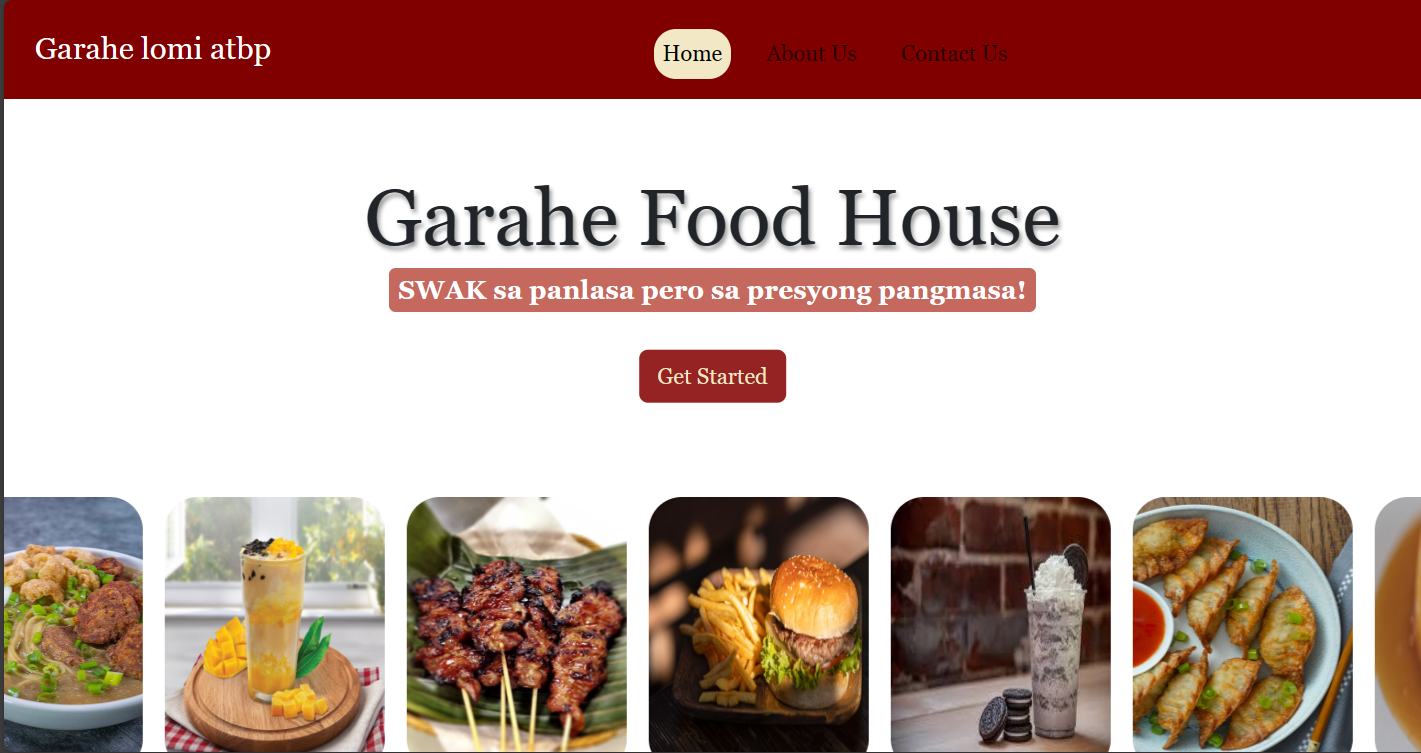 Garahe lomi atbp
Home
About Us
Contact Us
Garahe Food House
SWAK sa panlasa pero sa presyong pangmasa!
Get Started